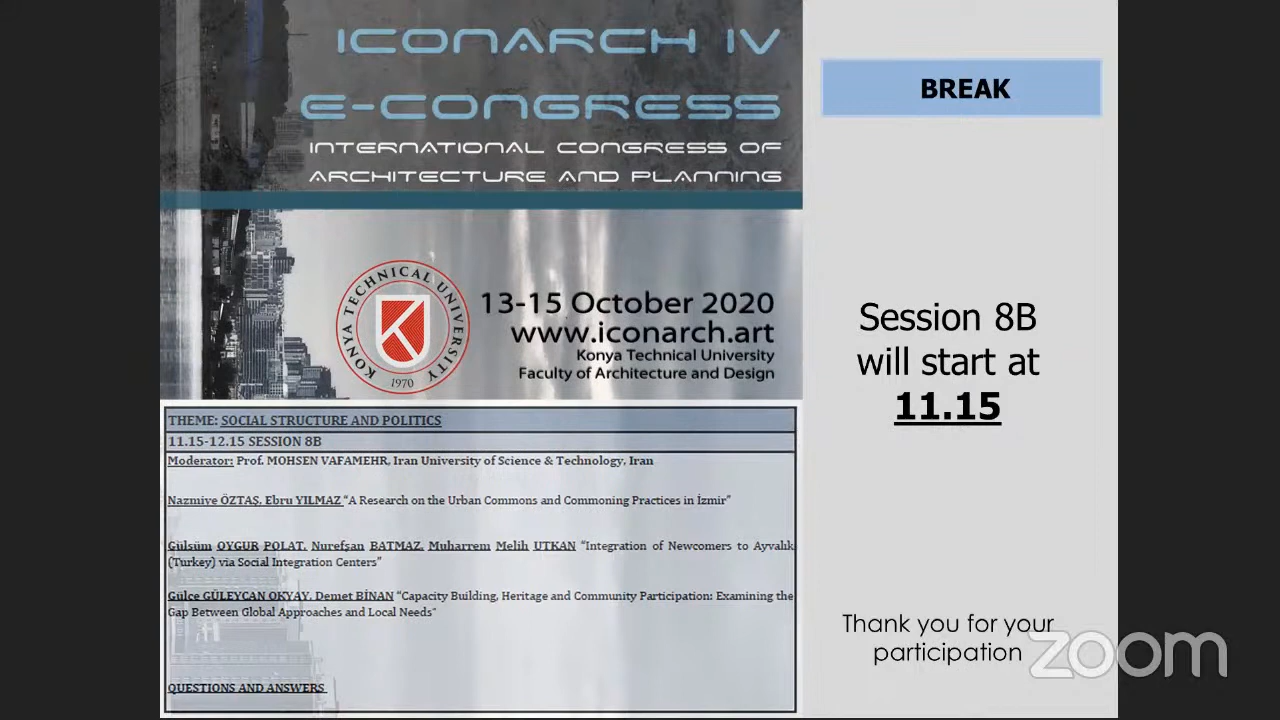 ICONARCH IV
E-CONGRESS
INTERNATIONAL CONGRESS OF
ARCHITECTURE AND PLANNING
KONYA TECHNICAL UNIVERSITY
1970
13-15 October 2020
www.iconarch.art
Konya Technical University
Faculty of Architecture and Design
THEME: SOCIAL STRUCTURE AND POLITICS
11.15-12.15 SESSION 8B
Moderator: Prof. MOHSEN VAFAMEHR, Iran University of Science & Technology, Iran
Nazmiye ÖZTAŞ, Ebru YILMAZ “A Research on the Urban Commons and Commoning Practices in İzmir”
Gülsüm OYGUR POLAT, Nurefşan BATMAZ, Muharrem Melih UTKAN “Integration of Newcomers to Ayvalık
(Turkey) via Social Integration Centers”
Gülce GÜLEYCAN OKYAY, Demet BİNAN “Capacity Building, Heritage and Community Participation: Examining the
Gap Between Global Approaches and Local Needs”
QUESTIONS AND ANSWERS
BREAK
Session 8B
will start at
11.15
Thank you for your
participation
zoom